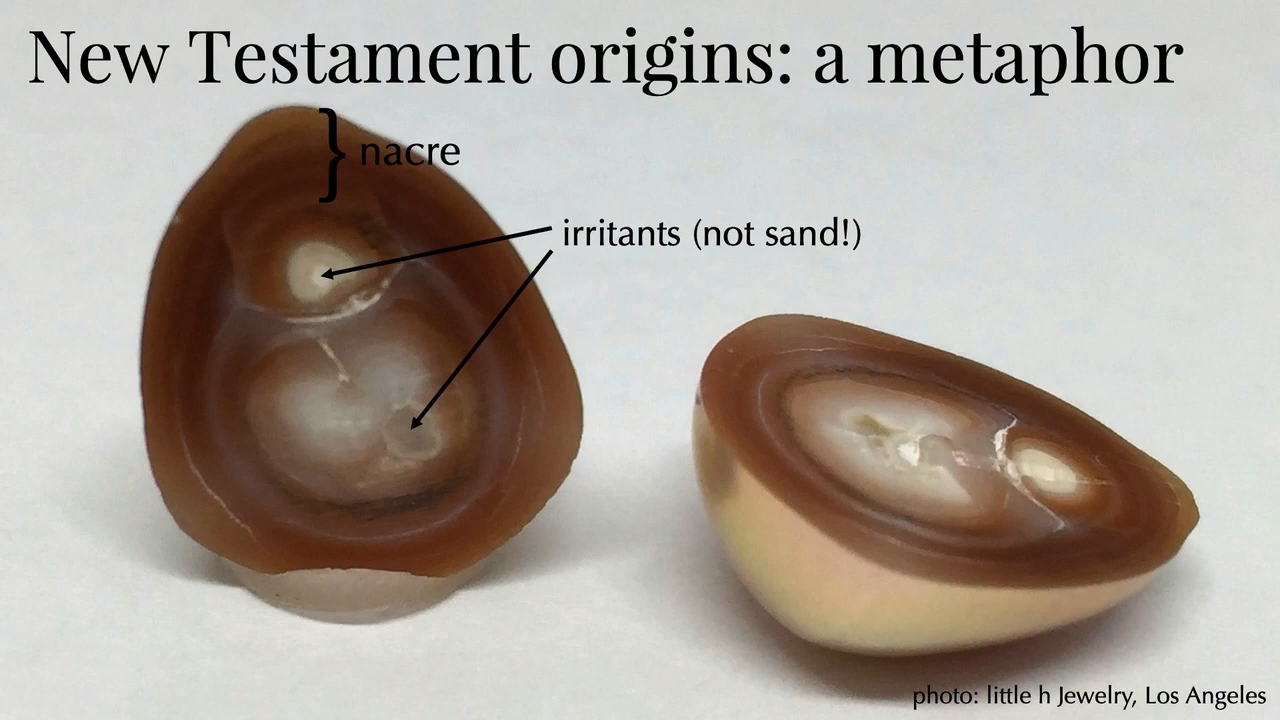 New Testament origins: a metaphor
} nacre
irritants (not sand!)
photo: little h Jewelry, Los Angeles